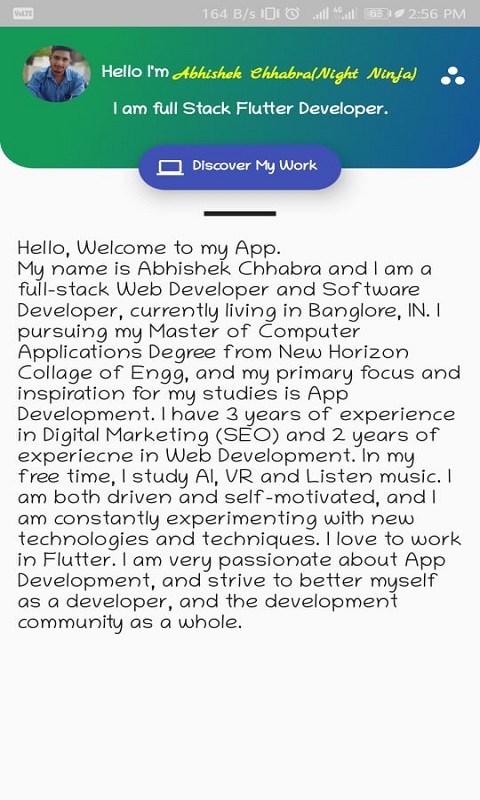 VoLTE 164 B/s 4G 62 2:56 PM
Hello I'm Abhishek Chhabra(Night Ninja)
I am full Stack Flutter Developer.
Discover My Work
Hello, Welcome to my App.
My name is Abhishek Chhabra and I am a
full-stack Web Developer and Software
Developer, currently living in Banglore, IN. I
pursuing my Master of Computer
Applications Degree from New Horizon
Collage of Engg, and my primary focus and
inspiration for my studies is App
Development. I have 3 years of experience
in Digital Marketing (SEO) and 2 years of
experiecne in Web Development. In my
free time, I study AI, VR and Listen music. I
am both driven and self-motivated, and I
am constantly experimenting with new
technologies and techniques. I love to work
in Flutter. I am very passionate about App
Development, and strive to better myself
as a developer, and the development
community as a whole.